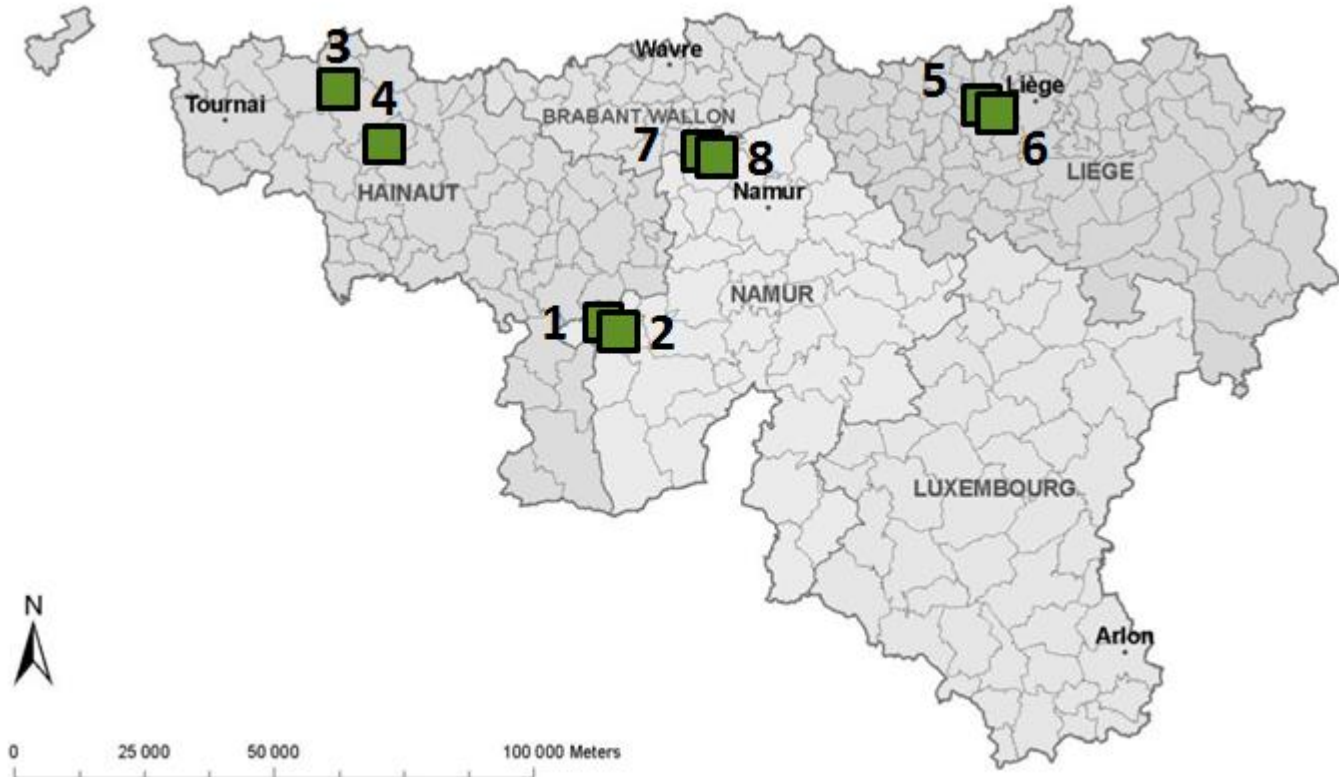 3
Wavre
4
5
Liège
Tournai
BRABANT WALLON
7
8
6
HAINAUT
Namur
LIEGE
NAMUR
1
2
LUXEMBOURG
N
Arlon
0 25 000 50 000 100 000 Meters